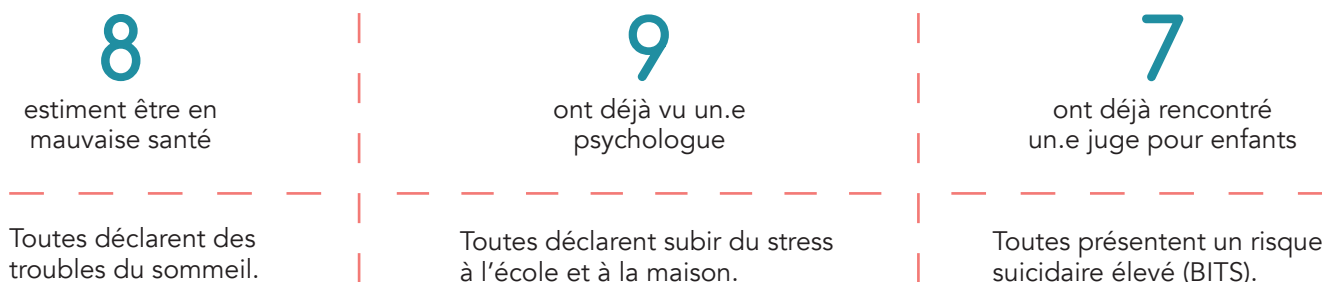 8
estiment être en
mauvaise santé
9
ont déjà vu un.e
psychologue
7
ont déjà rencontré
un.e juge pour enfants
Toutes déclarent des
troubles du sommeil.
Toutes déclarent subir du stress
à l'école et à la maison.
Toutes présentent un risque
suicidaire élevé (BITS).